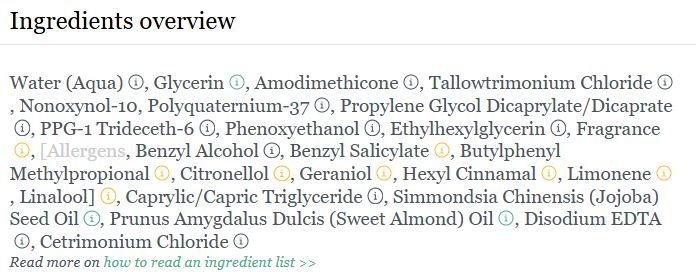 Ingredients overview
Water (Aqua) ⓘ, Glycerin ⓘ, Amodimethicone ⓘ, Tallowtrimonium Chloride ⓘ
, Nonoxynol-10, Polyquaternium-37 ⓘ, Propylene Glycol Dicaprylate/Dicaprate
ⓘ, PPG-1 Trideceth-6 ⓘ, Phenoxyethanol ⓘ, Ethylhexylglycerin ⓘ, Fragrance
ⓘ, [Allergens, Benzyl Alcohol ⓘ, Benzyl Salicylate ⓘ, Butylphenyl
Methylpropional ⓘ, Citronellol ⓘ, Geraniol ⓘ, Hexyl Cinnamal ⓘ, Limonene ⓘ
, Linalool] ⓘ, Caprylic/Capric Triglyceride ⓘ, Simmondsia Chinensis (Jojoba)
Seed Oil ⓘ, Prunus Amygdalus Dulcis (Sweet Almond) Oil ⓘ, Disodium EDTA
ⓘ, Cetrimonium Chloride ⓘ
Read more on how to read an ingredient list >>